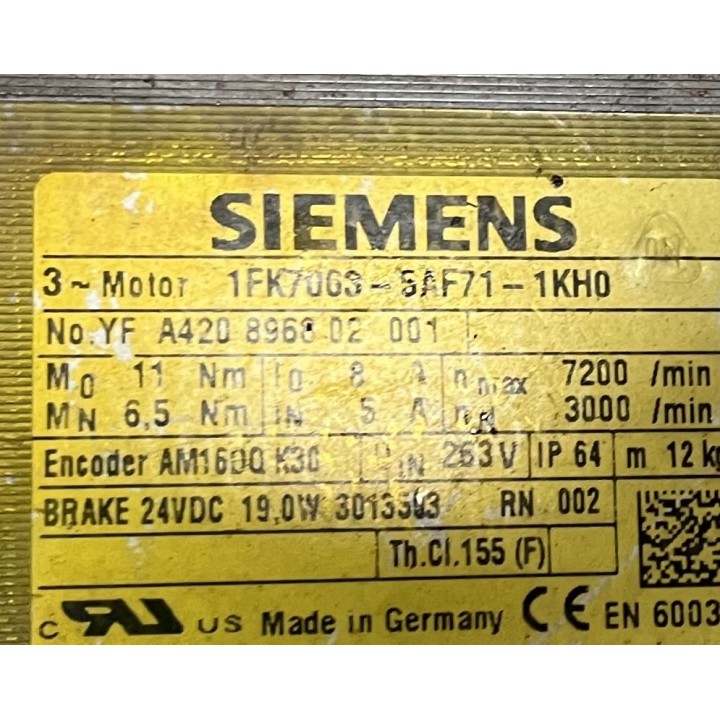 SIEMENS
3~Motor 1FK7063-5AF71-1KH0
No.YF A420 8968 02 001
M0 11 Nm I0 8 A nmax 7200 /min
MN 6,5 Nm IN 5 A nN 3000 /min
Encoder AM16DQ K30 UIN 263V IP 64 m 12 kg
BRAKE 24VDC 19,0W RN 002
Th.Cl.155 (F)
c US Made in Germany CE EN 6003